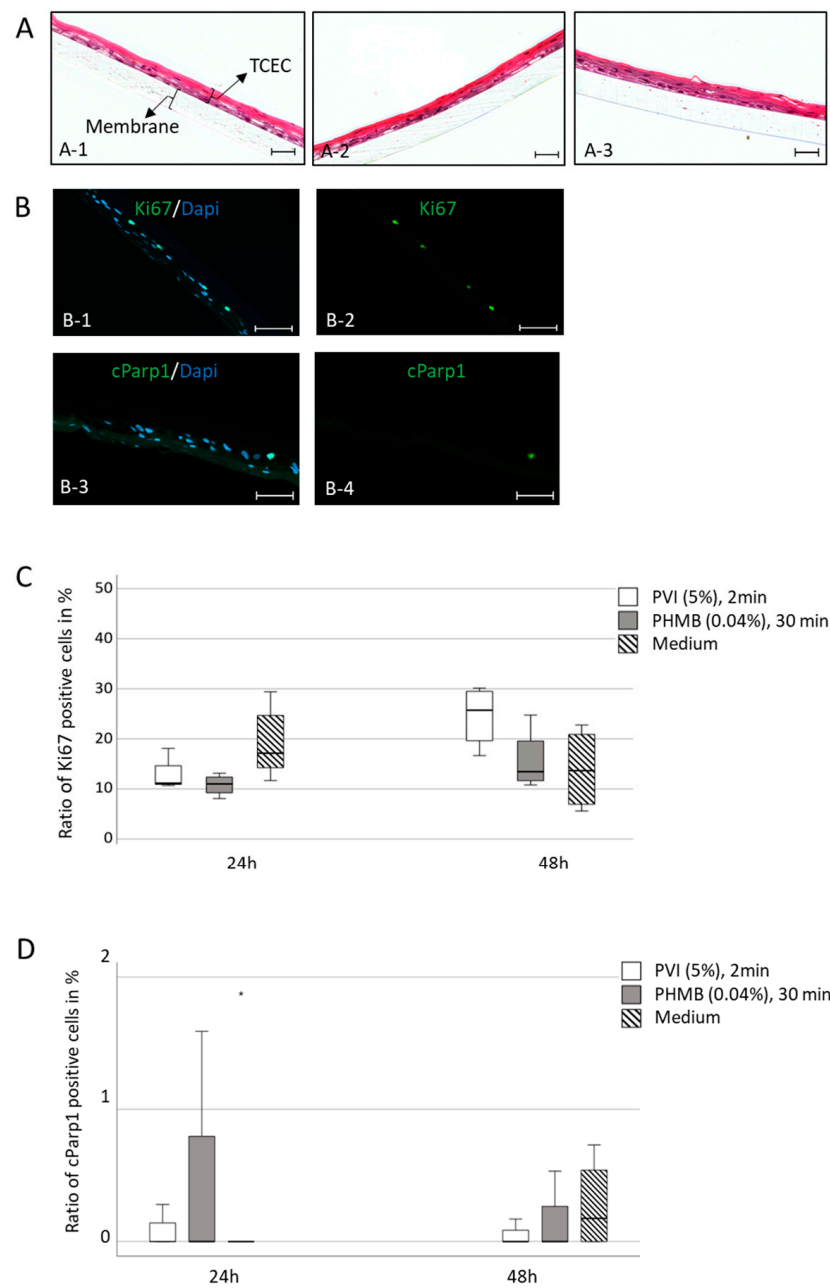 A
TCEC
Membrane
A-1
A-2
A-3
B
Ki67/Dapi
Ki67
B-1
B-2
cParp1/Dapi
cParp1
B-3
B-4
C
Ratio of Ki67 positive cells in %
50
40
30
20
10
0
24h
48h
PVI (5%), 2min
PHMB (0.04%), 30 min
Medium
D
Ratio of cParp1 positive cells in %
2
1
0
*
24h
48h
PVI (5%), 2min
PHMB (0.04%), 30 min
Medium